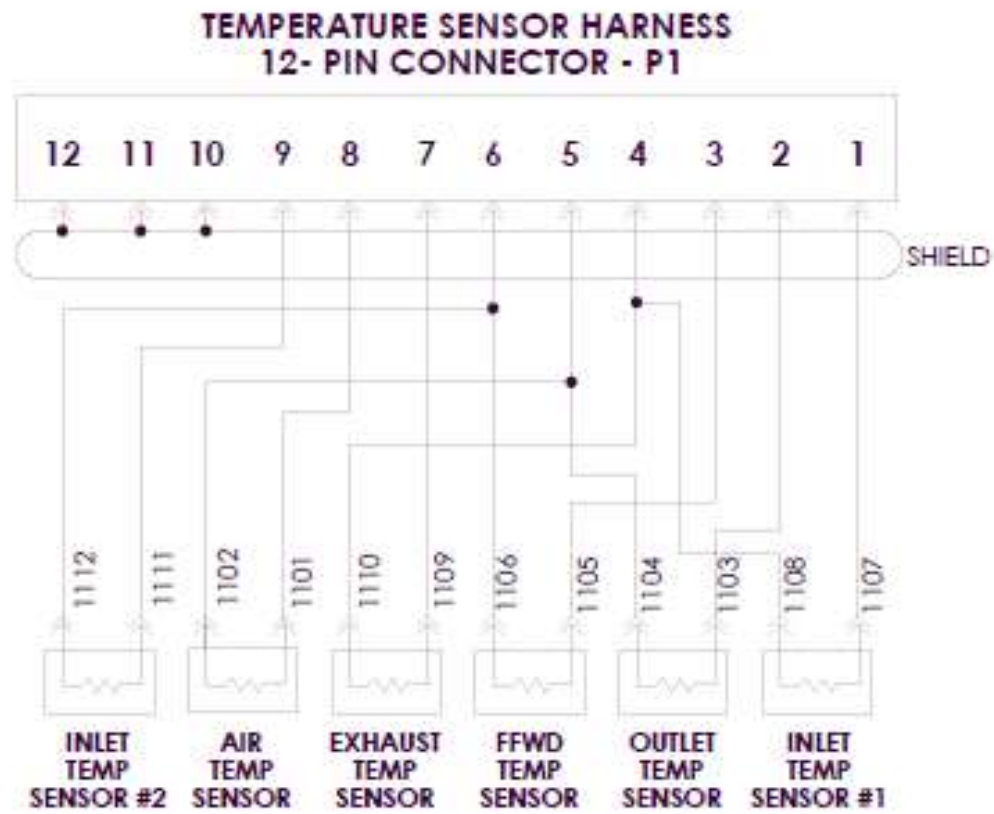 TEMPERATURE SENSOR HARNESS
12- PIN CONNECTOR - P1
12 11 10 9 8 7 6 5 4 3 2 1
SHIELD
1112 1111 1102 1101 1110 1109 1106 1105 1104 1103 1108 1107
INLET TEMP SENSOR #2
AIR TEMP SENSOR
EXHAUST TEMP SENSOR
FFWD TEMP SENSOR
OUTLET TEMP SENSOR
INLET TEMP SENSOR #1